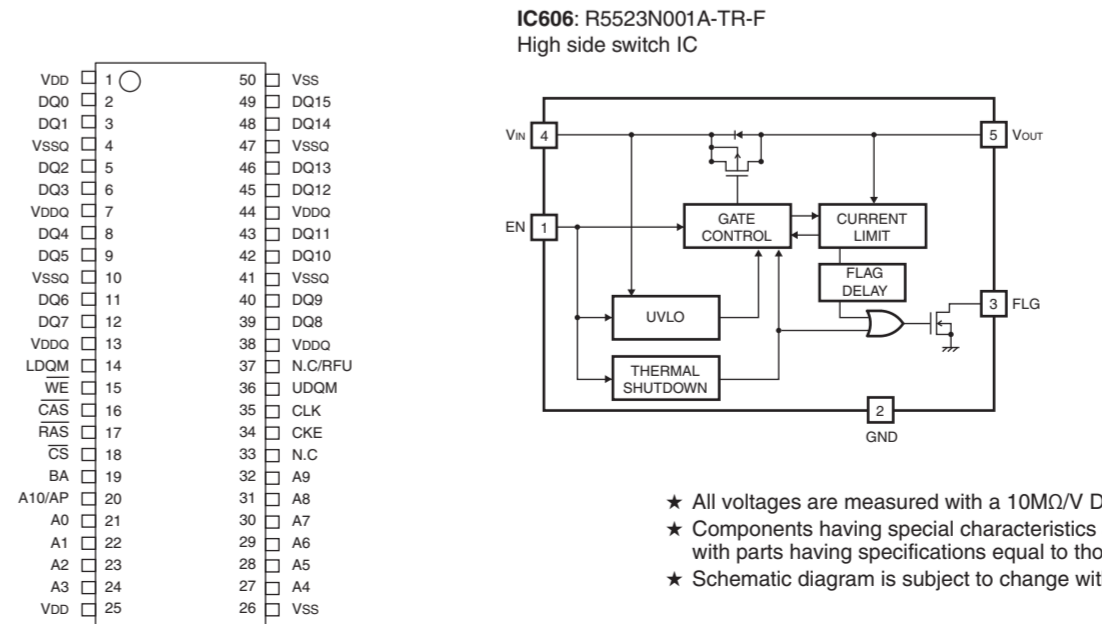 IC606: R5523N001A-TR-F
High side switch IC
VDD 1 50 VSS
DQ0 2 49 DQ15
DQ1 3 48 DQ14
VSSQ 4 47 VSSQ
DQ2 5 46 DQ13
DQ3 6 45 DQ12
VDDQ 7 44 VDDQ
DQ4 8 43 DQ11
DQ5 9 42 DQ10
VSSQ 10 41 VSSQ
DQ6 11 40 DQ9
DQ7 12 39 DQ8
VDDQ 13 38 VDDQ
LDQM 14 37 N.C/RFU
WE 15 36 UDQM
CAS 16 35 CLK
RAS 17 34 CKE
CS 18 33 N.C
BA 19 32 A9
A10/AP 20 31 A8
A0 21 30 A7
A1 22 29 A6
A2 23 28 A5
A3 24 27 A4
VDD 25 26 VSS
VIN 4
5 VOUT
EN 1
GATE
CONTROL
CURRENT
LIMIT
FLAG
DELAY
3 FLG
UVLO
THERMAL
SHUTDOWN
2
GND
★ All voltages are measured with a 10MΩ/V D
★ Components having special characteristics
with parts having specifications equal to tho
★ Schematic diagram is subject to change wit